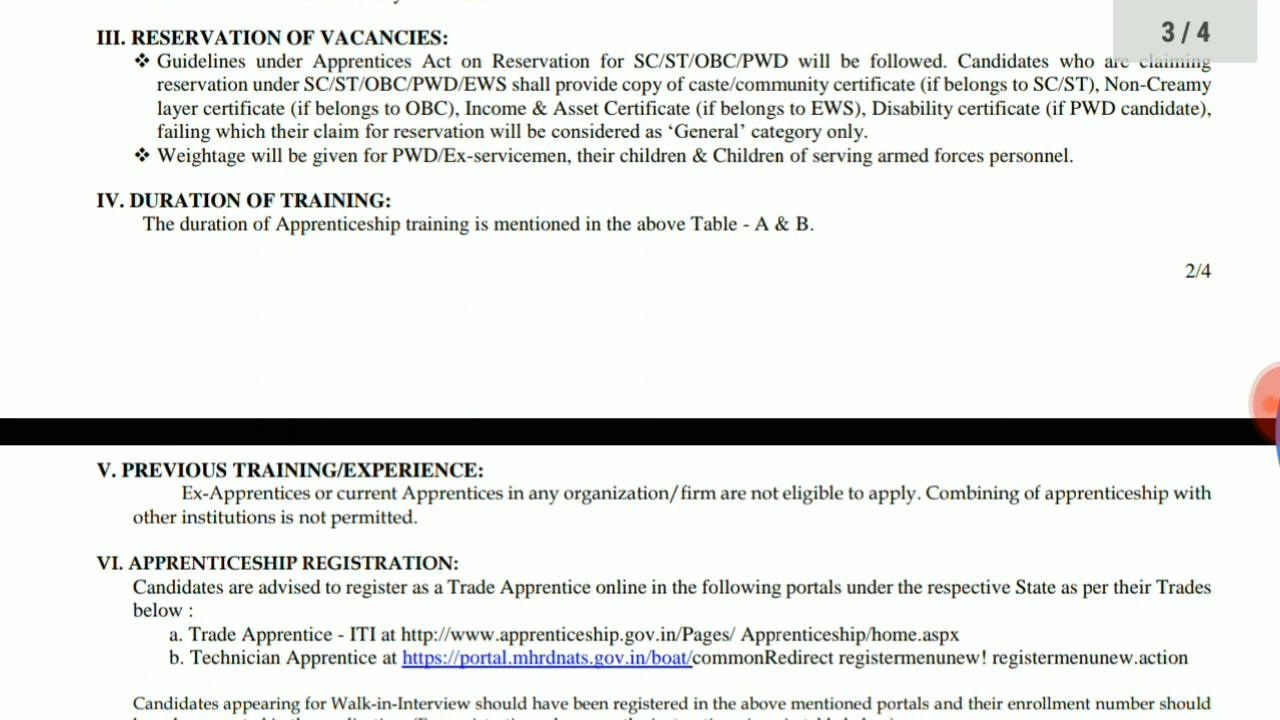 3 / 4
III. RESERVATION OF VACANCIES:
❖ Guidelines under Apprentices Act on Reservation for SC/ST/OBC/PWD will be followed. Candidates who are claiming
reservation under SC/ST/OBC/PWD/EWS shall provide copy of caste/community certificate (if belongs to SC/ST), Non-Creamy
layer certificate (if belongs to OBC), Income & Asset Certificate (if belongs to EWS), Disability certificate (if PWD candidate),
failing which their claim for reservation will be considered as ‘General’ category only.
❖ Weightage will be given for PWD/Ex-servicemen, their children & Children of serving armed forces personnel.
IV. DURATION OF TRAINING:
The duration of Apprenticeship training is mentioned in the above Table - A & B.
2/4
V. PREVIOUS TRAINING/EXPERIENCE:
Ex-Apprentices or current Apprentices in any organization/firm are not eligible to apply. Combining of apprenticeship with
other institutions is not permitted.
VI. APPRENTICESHIP REGISTRATION:
Candidates are advised to register as a Trade Apprentice online in the following portals under the respective State as per their Trades
below :
a. Trade Apprentice - ITI at http://www.apprenticeship.gov.in/Pages/ Apprenticeship/home.aspx
b. Technician Apprentice at https://portal.mhrdnats.gov.in/boat/commonRedirect registermenunew! registermenunew.action
Candidates appearing for Walk-in-Interview should have been registered in the above mentioned portals and their enrollment number should